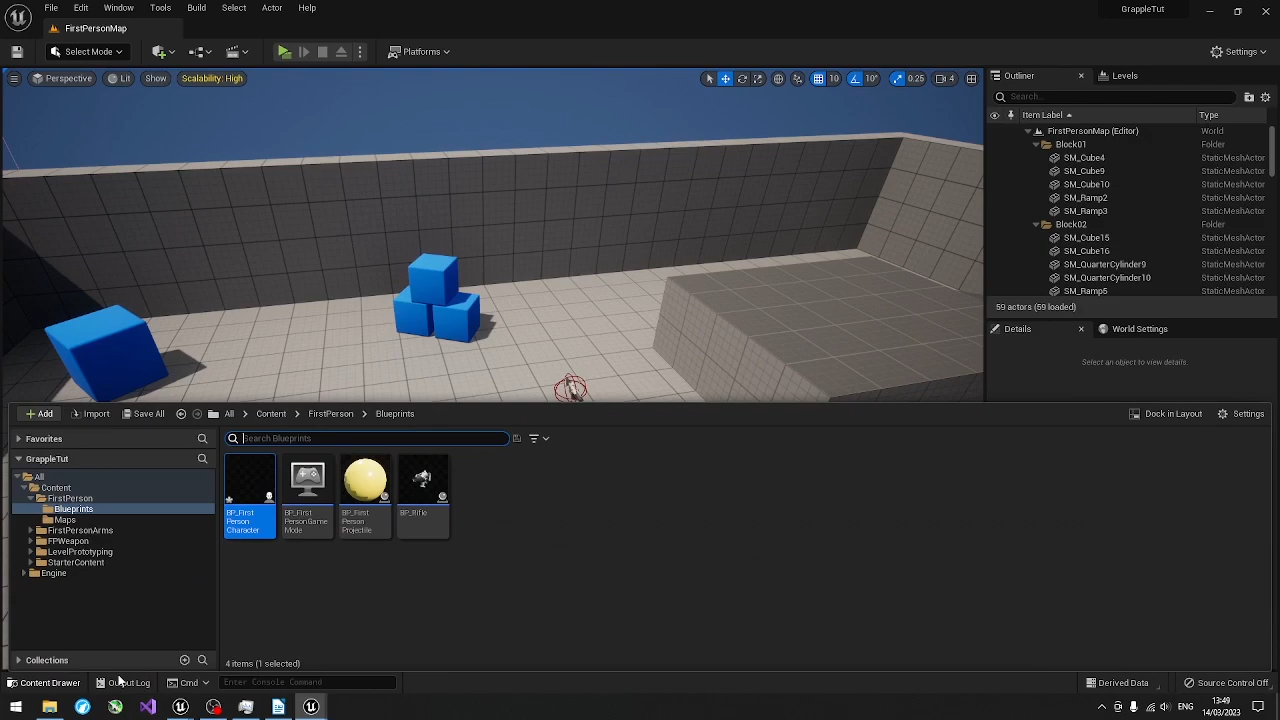 File Edit Window Tools Build Select Actor Help
GrappleTut
FirstPersonMap
Select Mode
Platforms
Settings
Perspective Lit Show Scalability: High
10 10° 0.25 4
Outliner Levels
Search...
Item Label Type
FirstPersonMap (Editor) World
Block01 Folder
SM_Cube4 StaticMeshActor
SM_Cube9 StaticMeshActor
SM_Cube10 StaticMeshActor
SM_Ramp2 StaticMeshActor
SM_Ramp3 StaticMeshActor
Block02 Folder
SM_Cube15 StaticMeshActor
SM_Cube16 StaticMeshActor
SM_QuarterCylinder9 StaticMeshActor
SM_QuarterCylinder10 StaticMeshActor
SM_Ramp5 StaticMeshActor
59 actors (59 loaded)
Details World Settings
Select an object to view details.
Add Import Save All All Content FirstPerson Blueprints
Dock in Layout Settings
Favorites
Search Blueprints
GrappleTut
All
Content
FirstPerson
Blueprints
Maps
FirstPersonArms
FPWeapon
LevelPrototyping
StarterContent
Engine
BP_First
Person
Character
BP_First
PersonGame
Mode
BP_First
Person
Projectile
BP_Rifle
Collections
4 items (1 selected)
Content Drawer Output Log Cmd Enter Console Command
Derived Data Source Control Off
ENG
13:49
14/03/2023